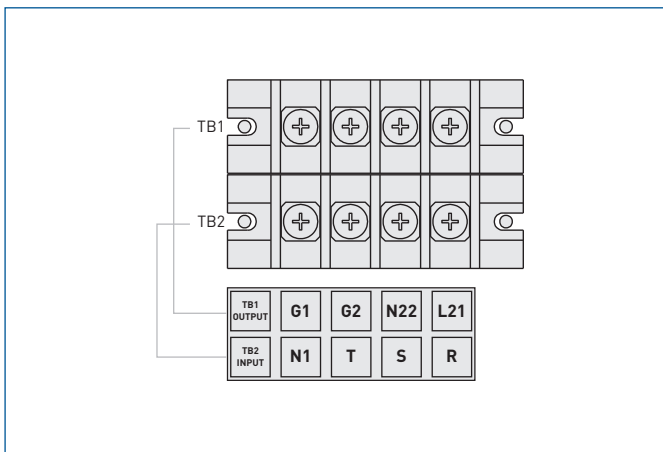 TB1
TB2
TB1
OUTPUT
G1 G2 N22 L21
TB2
INPUT
N1 T S R